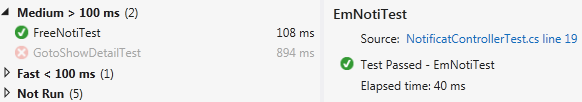 Medium > 100 ms (2)
FreeNotiTest 108 ms
GotoShowDetailTest 894 ms
Fast < 100 ms (1)
Not Run (5)
EmNotiTest
Source: NotificatControllerTest.cs line 19
Test Passed - EmNotiTest
Elapsed time: 40 ms